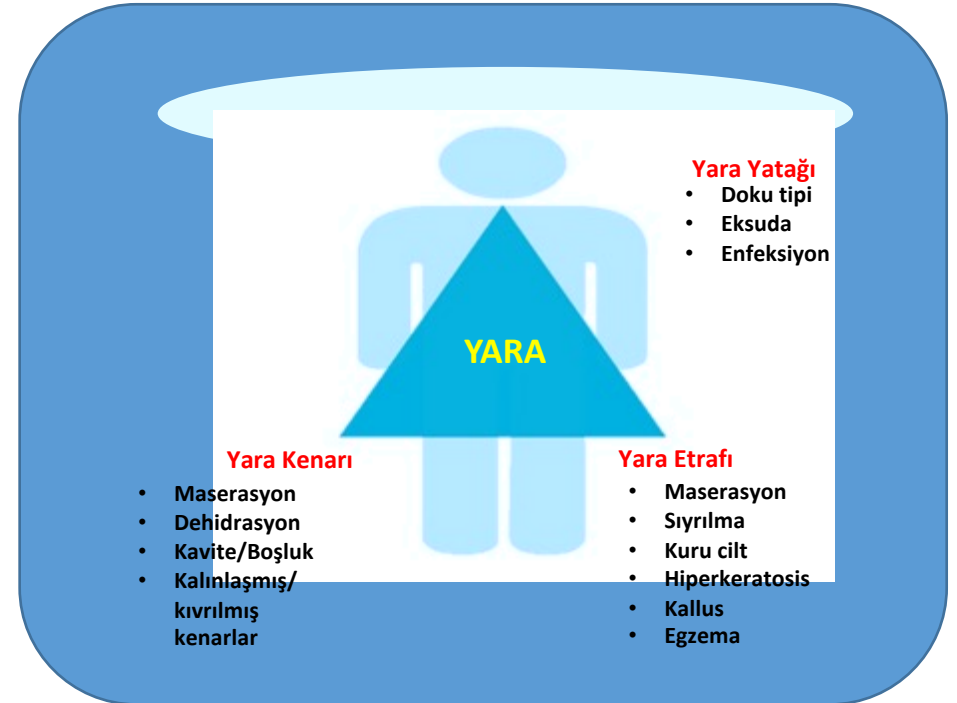 Yara Yatağı
• Doku tipi
• Eksuda
• Enfeksiyon
YARA
Yara Kenarı
• Maserasyon
• Dehidrasyon
• Kavite/Boşluk
• Kalınlaşmış/
kıvrılmış
kenarlar
Yara Etrafı
• Maserasyon
• Sıyrılma
• Kuru cilt
• Hiperkeratosis
• Kallus
• Egzema